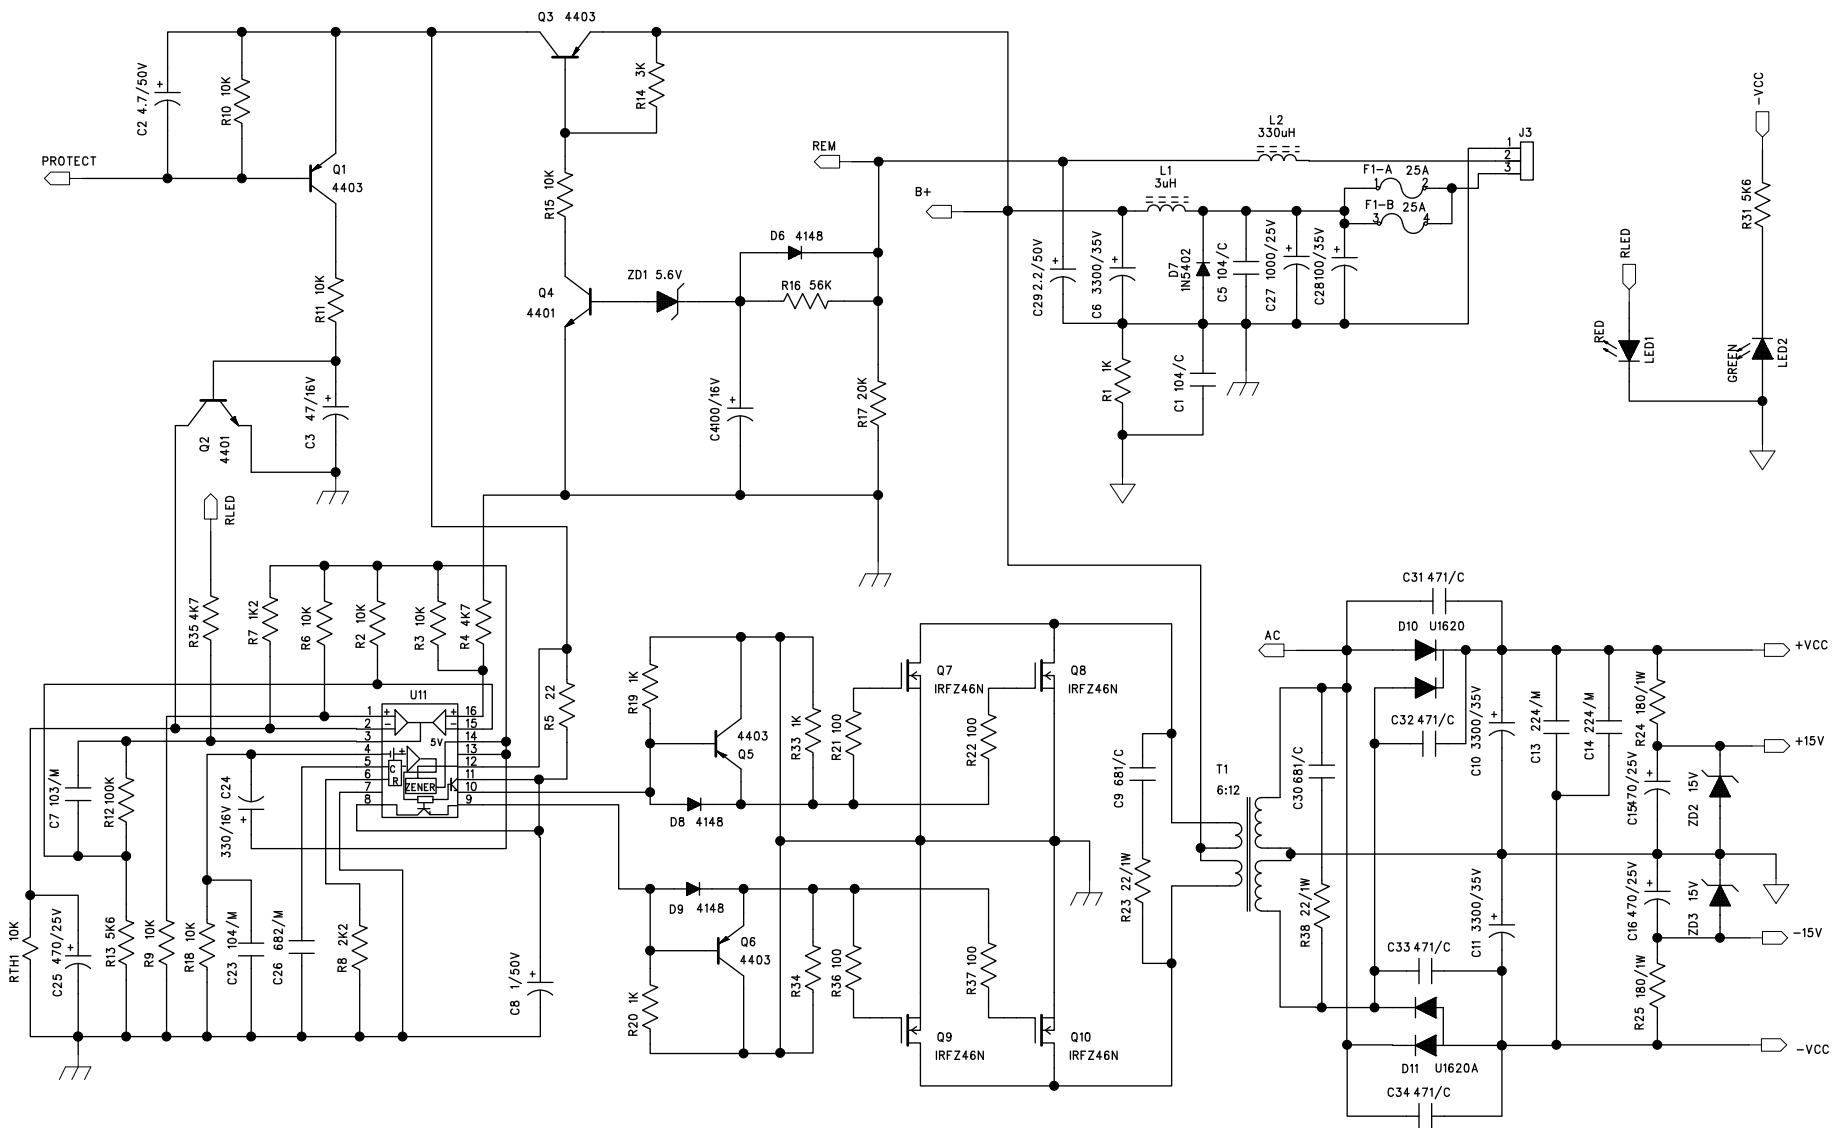 Q3 4403
C2 4.7/50V
R10 10K
R14 3K
PROTECT
Q1
4403
REM
L2
330uH
J3
1
2
3
-VCC
L1
3uH
F1-A 25A
1 2
F1-B 25A
3 4
B+
R15 10K
D6 4148
ZD1 5.6V
R16 56K
Q4
4401
R11 10K
C29 2.2/50V
C6 3300/35V
D7
1N5402
C5 104/C
C27 1000/25V
C28100/35V
R31 5K6
RLED
RED
LED1
GREEN
LED2
C3 47/16V
Q2
4401
C4100/16V
R17 20K
R1 1K
C1 104/C
RLED
R35 4K7
R7 1K2
R6 10K
R2 10K
R3 10K
R4 4K7
U11
1
2
3
4
5
6
7
8
16
15
14
13
12
11
10
9
5V
C
R
ZENER
R5 22
R19 1K
4403
Q5
R33 1K
R21 100
R22 100
Q7
IRFZ46N
Q8
IRFZ46N
D8 4148
C9 681/C
R23 22/1W
T1
6:12
C30 681/C
R38 22/1W
AC
C31 471/C
D10 U1620
C32 471/C
C10 3300/35V
C13 224/M
C14 224/M
R24 180/1W
+VCC
+15V
C15470/25V
ZD2 15V
C7 103/M
R12 100K
330/16V C24
RTH1 10K
C25 470/25V
R13 5K6
R9 10K
R18 10K
C23 104/M
C26 682/M
R8 2K2
C8 1/50V
D9 4148
Q6
4403
R20 1K
R34
R36 100
R37 100
Q9
IRFZ46N
Q10
IRFZ46N
C33 471/C
C11 3300/35V
C16 470/25V
ZD3 15V
-15V
R25 180/1W
-VCC
D11 U1620A
C34 471/C